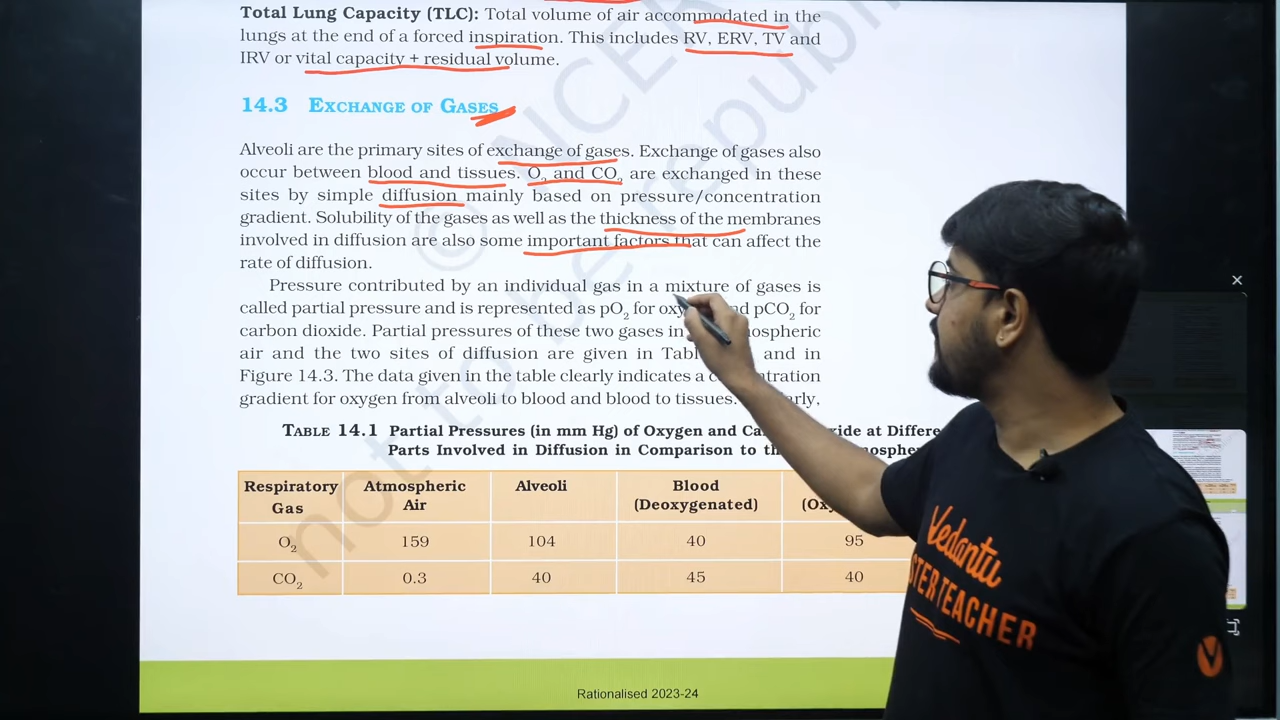 Total Lung Capacity (TLC): Total volume of air accommodated in the
lungs at the end of a forced inspiration. This includes RV, ERV, TV and
IRV or vital capacity + residual volume.
14.3 EXCHANGE OF GASES
Alveoli are the primary sites of exchange of gases. Exchange of gases also
occur between blood and tissues. O2 and CO2 are exchanged in these
sites by simple diffusion mainly based on pressure/concentration
gradient. Solubility of the gases as well as the thickness of the membranes
involved in diffusion are also some important factors that can affect the
rate of diffusion.
Pressure contributed by an individual gas in a mixture of gases is
called partial pressure and is represented as pO2 for and pCO2 for
carbon dioxide. Partial pressures of these two gases in
air and the two sites of diffusion are given in and in
Figure 14.3. The data given in the table clearly indicates a
gradient for oxygen from alveoli to blood and blood to tissues.
TABLE 14.1 Partial Pressures (in mm Hg) of Oxygen and at
Parts Involved in Diffusion in Comparison to
Respiratory Gas Atmospheric Air Alveoli Blood (Deoxygenated)
O2 159 104 40 95
CO2 0.3 40 45 40
Rationalised 2023-24
© NCER
not to be republi
Vedantu
STERTEACHER